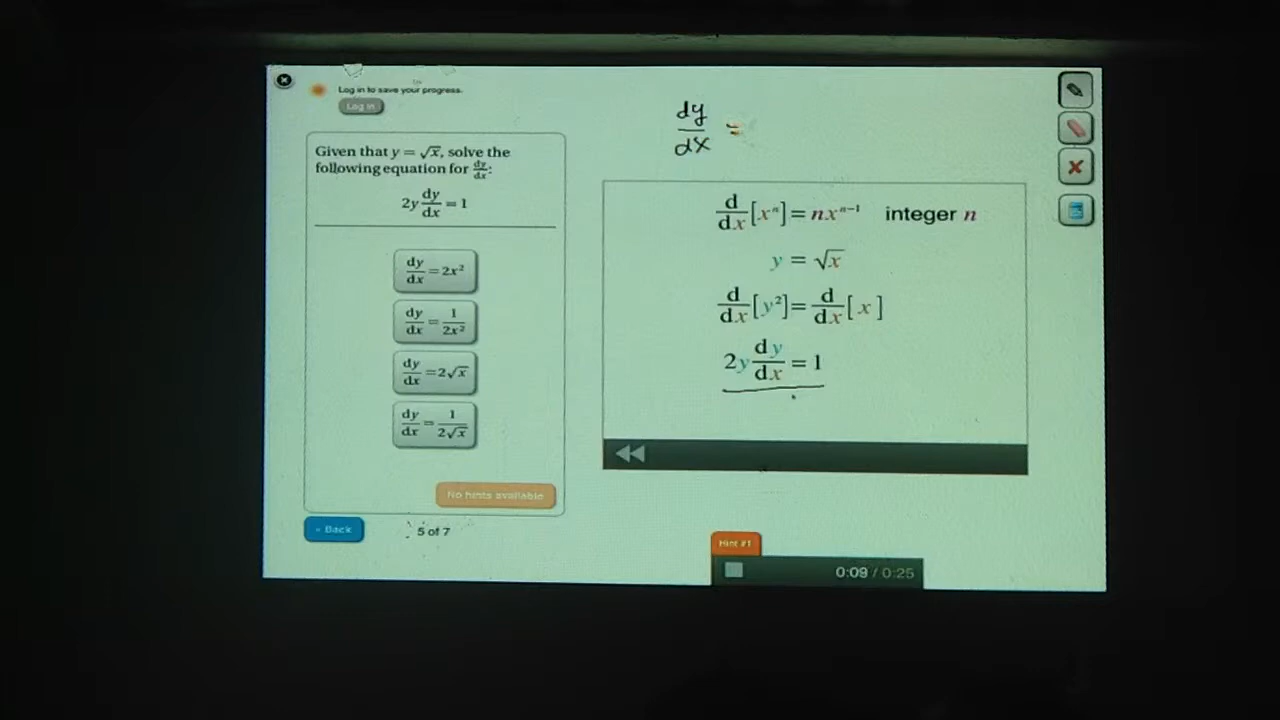 Log in to save your progress.
Log in
Given that y = √x, solve the
following equation for dy/dx:
2y dy/dx = 1
dy/dx = 2x²
dy/dx = 1/2x²
dy/dx = 2√x
dy/dx = 1/2√x
No hints available
Back
5 of 7
dy/dx =
d/dx [xⁿ] = nxⁿ⁻¹ integer n
y = √x
d/dx [y²] = d/dx [x]
2y dy/dx = 1
Hint #1
0:09 / 0:25